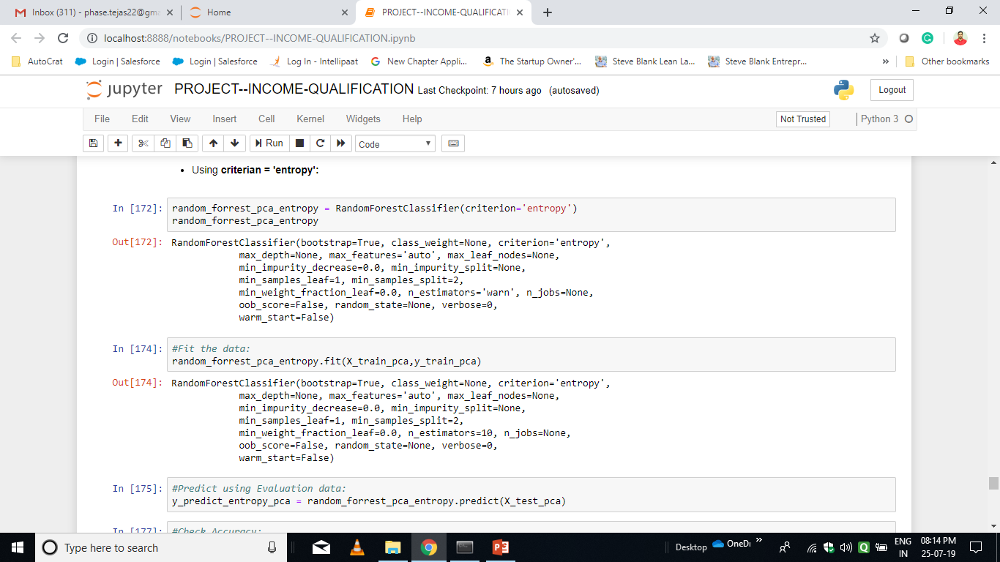 Inbox (311) - phase.tejas22@gma
Home
PROJECT--INCOME-QUALIFICATI
localhost:8888/notebooks/PROJECT--INCOME-QUALIFICATION.ipynb
AutoCrat
Login | Salesforce
Login | Salesforce
Log In - Intellipaat
New Chapter Appli...
The Startup Owner'...
Steve Blank Lean La...
Steve Blank Entrepr...
»
Other bookmarks
jupyter PROJECT--INCOME-QUALIFICATION Last Checkpoint: 7 hours ago (autosaved)
Logout
File Edit View Insert Cell Kernel Widgets Help
Not Trusted
Python 3
Run
Code
• Using criterian = 'entropy':
In [172]: random_forrest_pca_entropy = RandomForestClassifier(criterion='entropy')
random_forrest_pca_entropy
Out[172]: RandomForestClassifier(bootstrap=True, class_weight=None, criterion='entropy',
max_depth=None, max_features='auto', max_leaf_nodes=None,
min_impurity_decrease=0.0, min_impurity_split=None,
min_samples_leaf=1, min_samples_split=2,
min_weight_fraction_leaf=0.0, n_estimators='warn', n_jobs=None,
oob_score=False, random_state=None, verbose=0,
warm_start=False)
In [174]: #Fit the data:
random_forrest_pca_entropy.fit(X_train_pca,y_train_pca)
Out[174]: RandomForestClassifier(bootstrap=True, class_weight=None, criterion='entropy',
max_depth=None, max_features='auto', max_leaf_nodes=None,
min_impurity_decrease=0.0, min_impurity_split=None,
min_samples_leaf=1, min_samples_split=2,
min_weight_fraction_leaf=0.0, n_estimators=10, n_jobs=None,
oob_score=False, random_state=None, verbose=0,
warm_start=False)
In [175]: #Predict using Evaluation data:
y_predict_entropy_pca = random_forrest_pca_entropy.predict(X_test_pca)
In [177]: #Check Accuracy:
Type here to search
Desktop
OneDr
»
ENG
IN
08:14 PM
25-07-19